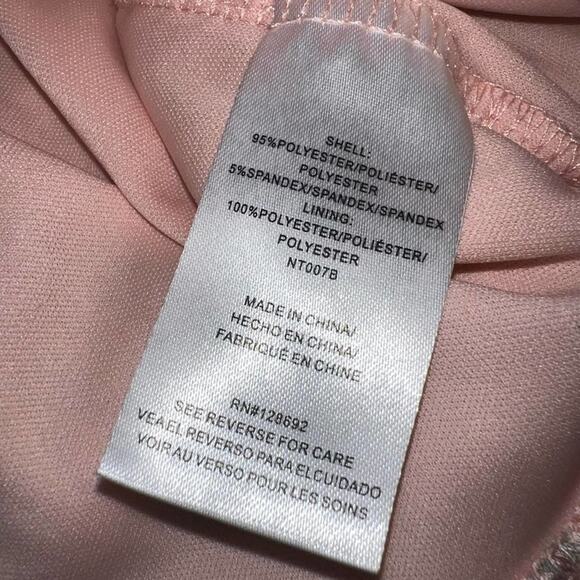 SHELL:
95%POLYESTER/POLIÉSTER/
POLYESTER
5%SPANDEX/SPANDEX/SPANDEX
LINING:
100%POLYESTER/POLIÉSTER/
POLYESTER
NT007B
MADE IN CHINA/
HECHO EN CHINA/
FABRIQUÉ EN CHINE
RN#128692
SEE REVERSE FOR CARE
VEA EL REVERSO PARA EL CUIDADO
VOIR AU VERSO POUR LES SOINS